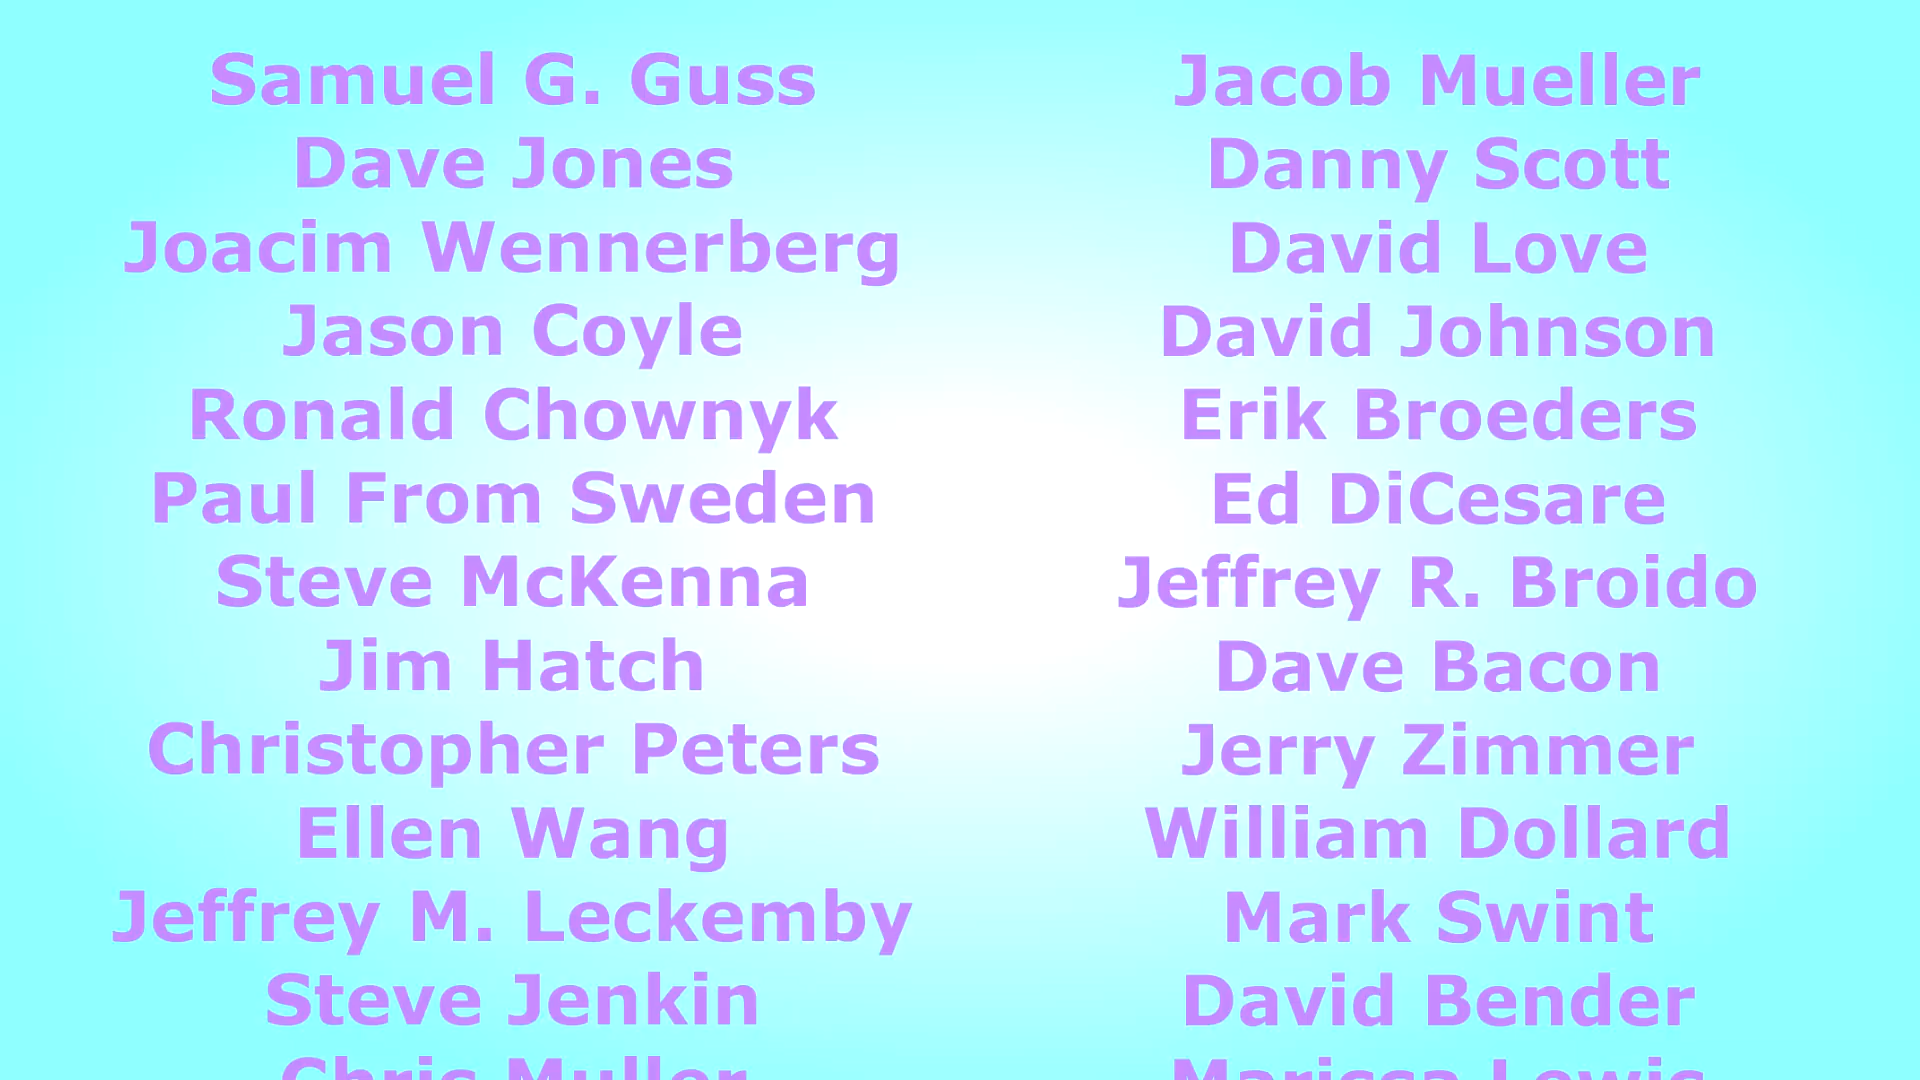 Samuel G. Guss
Dave Jones
Joacim Wennerberg
Jason Coyle
Ronald Chownyk
Paul From Sweden
Steve McKenna
Jim Hatch
Christopher Peters
Ellen Wang
Jeffrey M. Leckemby
Steve Jenkin
Chris Muller
Jacob Mueller
Danny Scott
David Love
David Johnson
Erik Broeders
Ed DiCesare
Jeffrey R. Broido
Dave Bacon
Jerry Zimmer
William Dollard
Mark Swint
David Bender
Marissa Lewis